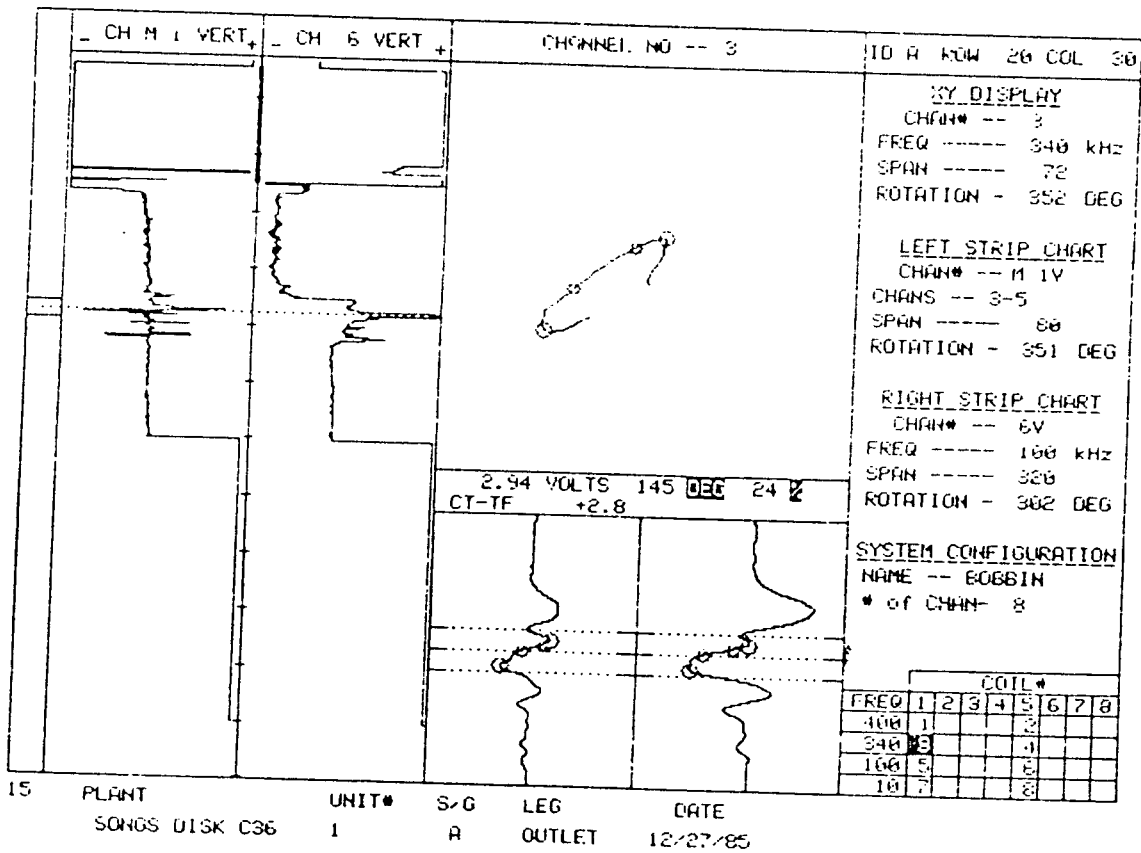 _ CH M 1 VERT +
_ CH 6 VERT +
CHANNEL NO -- 3
ID A ROW 20 COL 30
XY DISPLAY
CHAN# -- 3
FREQ ----- 340 kHz
SPAN ----- 72
ROTATION - 352 DEG
LEFT STRIP CHART
CHAN# -- M 1V
CHANS -- 3-5
SPAN ----- 80
ROTATION - 351 DEG
RIGHT STRIP CHART
CHAN# -- 6V
FREQ ----- 100 kHz
SPAN ----- 320
ROTATION - 302 DEG
2.94 VOLTS 145 DEG 24 %
CT-TF +2.8
SYSTEM CONFIGURATION
NAME -- BOBBIN
# of CHAN- 8
COIL#
FREQ 1 2 3 4 5 6 7 8
400 1 2
340 3 4
100 5 6
10 7 8
15 PLANT UNIT# S/G LEG DATE
SONGS DISK C36 1 A OUTLET 12/27/85